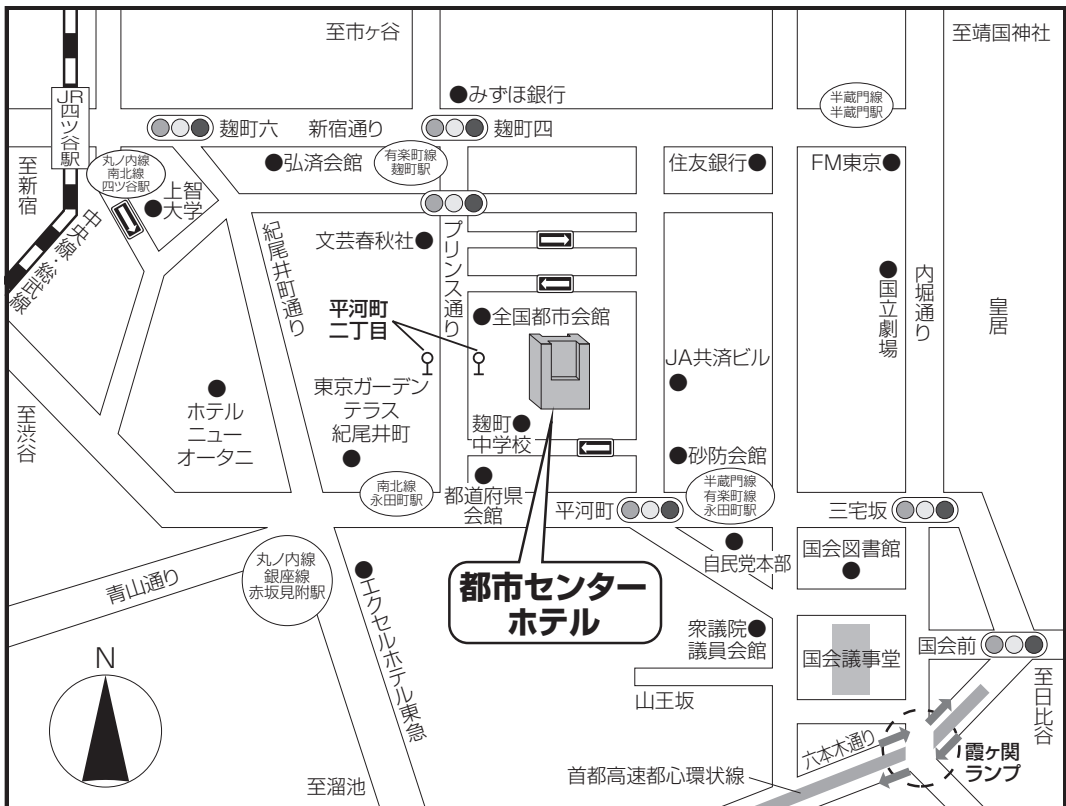 至市ヶ谷
至靖国神社
みずほ銀行
半蔵門線
半蔵門駅
JR四ツ谷駅
麹町六
新宿通り
麹町四
至新宿
丸ノ内線
南北線
四ツ谷駅
弘済会館
有楽町線
麹町駅
住友銀行
FM東京
上智
大学
中央線・総武線
紀尾井町通り
文芸春秋社
プリンス通り
内堀通り
国立劇場
皇居
平河町
二丁目
全国都市会館
JA共済ビル
至渋谷
ホテル
ニュー
オータニ
東京ガーデン
テラス
紀尾井町
麹町
中学校
砂防会館
南北線
永田町駅
都道府県
会館
平河町
半蔵門線
有楽町線
永田町駅
三宅坂
青山通り
丸ノ内線
銀座線
赤坂見附駅
エクセルホテル東急
都市センター
ホテル
自民党本部
国会図書館
衆議院
議員会館
国会議事堂
国会前
N
山王坂
至日比谷
六本木通り
霞ヶ関
ランプ
首都高速都心環状線
至溜池